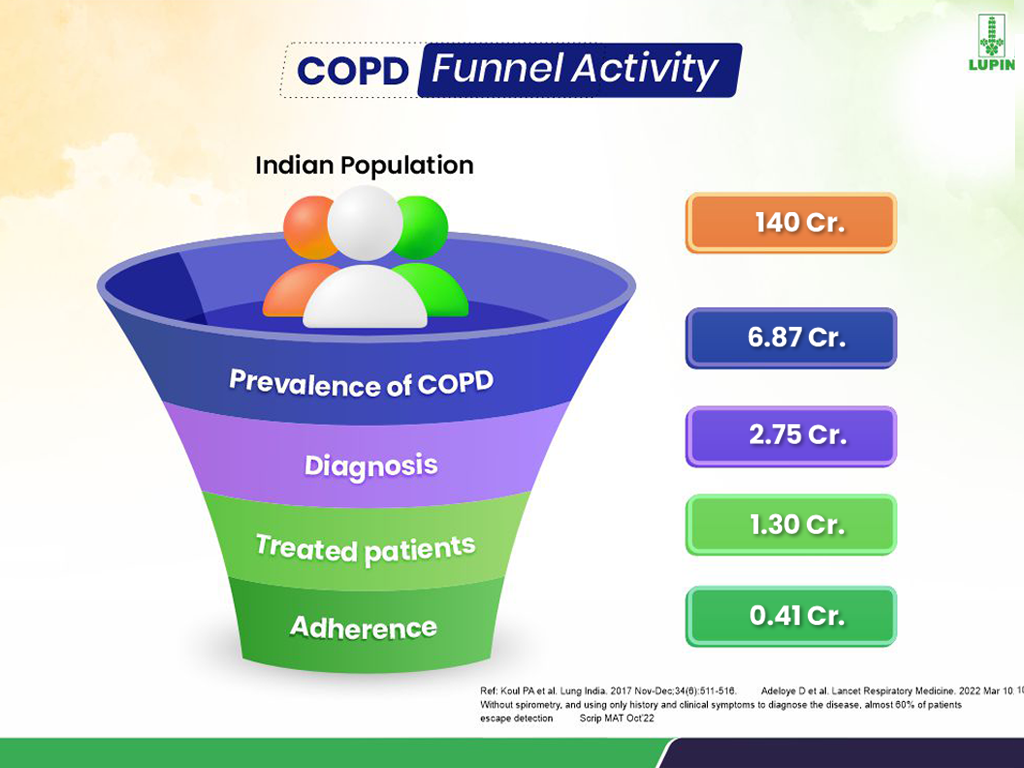 COPD Funnel Activity
LUPIN
Indian Population
140 Cr.
Prevalence of COPD
6.87 Cr.
Diagnosis
2.75 Cr.
Treated patients
1.30 Cr.
Adherence
0.41 Cr.
Ref: Koul PA et al. Lung India. 2017 Nov-Dec;34(6):511-516. Adeloye D et al. Lancet Respiratory Medicine. 2022 Mar 10. 10
Without spirometry, and using only history and clinical symptoms to diagnose the disease, almost 60% of patients
escape detection Scrip MAT Oct'22